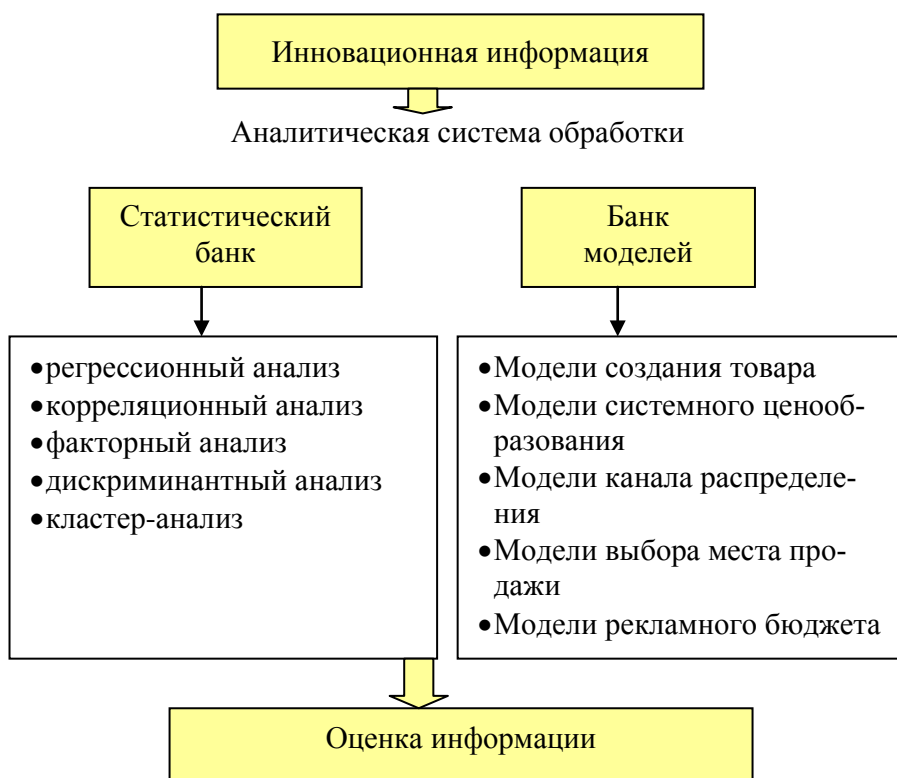 Инновационная информация
Аналитическая система обработки
Статистический
банк
•регрессионный анализ
•корреляционный анализ
•факторный анализ
•дискриминантный анализ
•кластер-анализ
Банк
моделей
•Модели создания товара
•Модели системного ценооб-
разования
•Модели канала распределе-
ния
•Модели выбора места про-
дажи
•Модели рекламного бюджета
Оценка информации